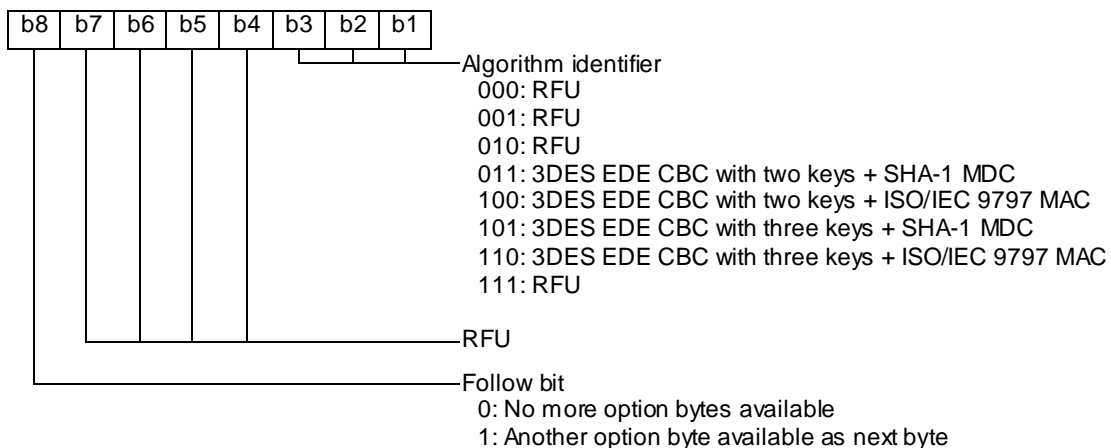 b8 b7 b6 b5 b4 b3 b2 b1
Algorithm identifier
000: RFU
001: RFU
010: RFU
011: 3DES EDE CBC with two keys + SHA-1 MDC
100: 3DES EDE CBC with two keys + ISO/IEC 9797 MAC
101: 3DES EDE CBC with three keys + SHA-1 MDC
110: 3DES EDE CBC with three keys + ISO/IEC 9797 MAC
111: RFU
RFU
Follow bit
0: No more option bytes available
1: Another option byte available as next byte